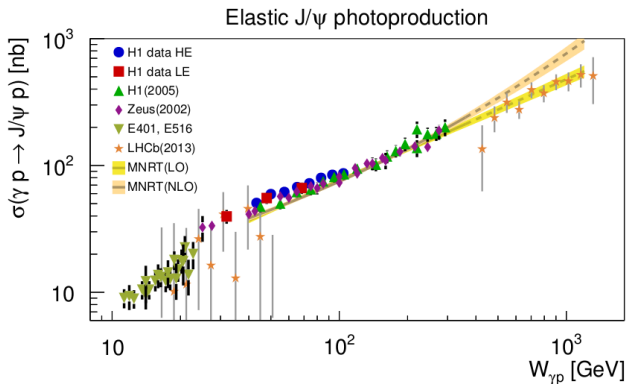 Elastic J/ψ photoproduction
σ(γ p → J/ψ p) [nb]
10³
10²
10
H1 data HE
H1 data LE
H1(2005)
Zeus(2002)
E401, E516
LHCb(2013)
MNRT(LO)
MNRT(NLO)
10 10² 10³
Wγp [GeV]